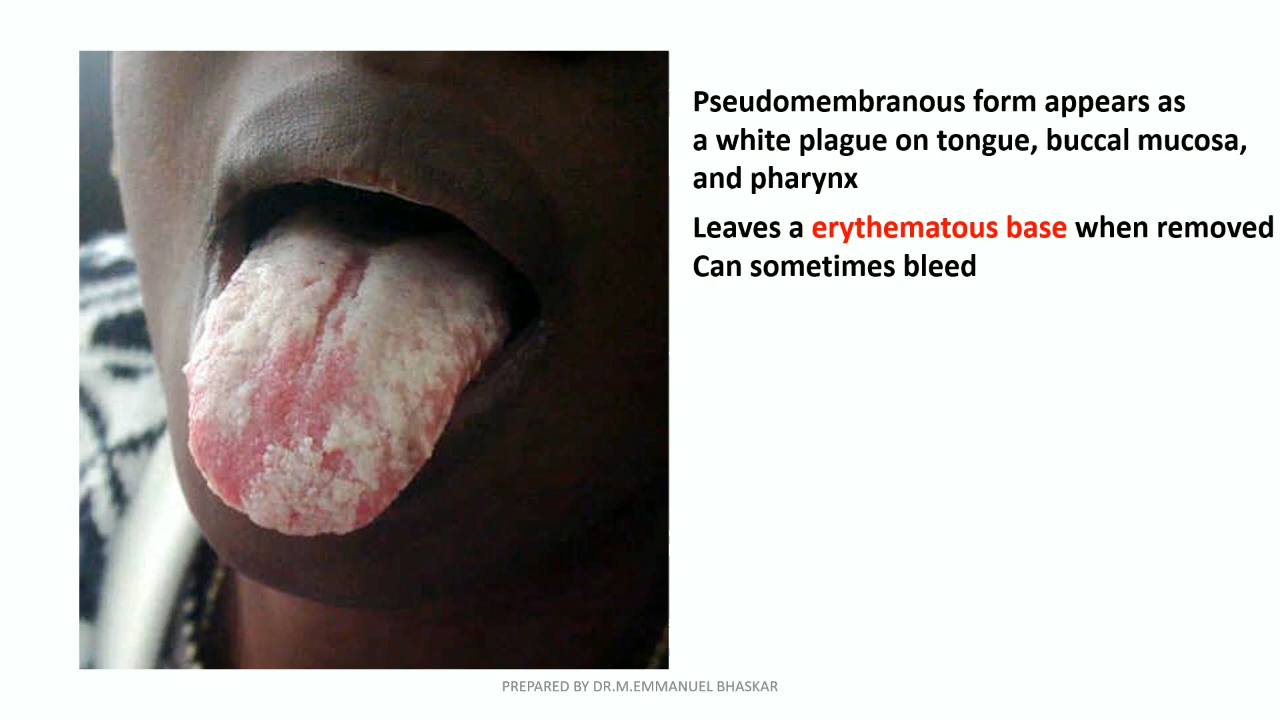 Pseudomembranous form appears as
a white plague on tongue, buccal mucosa,
and pharynx
Leaves a erythematous base when removed
Can sometimes bleed
PREPARED BY DR.M.EMMANUEL BHASKAR